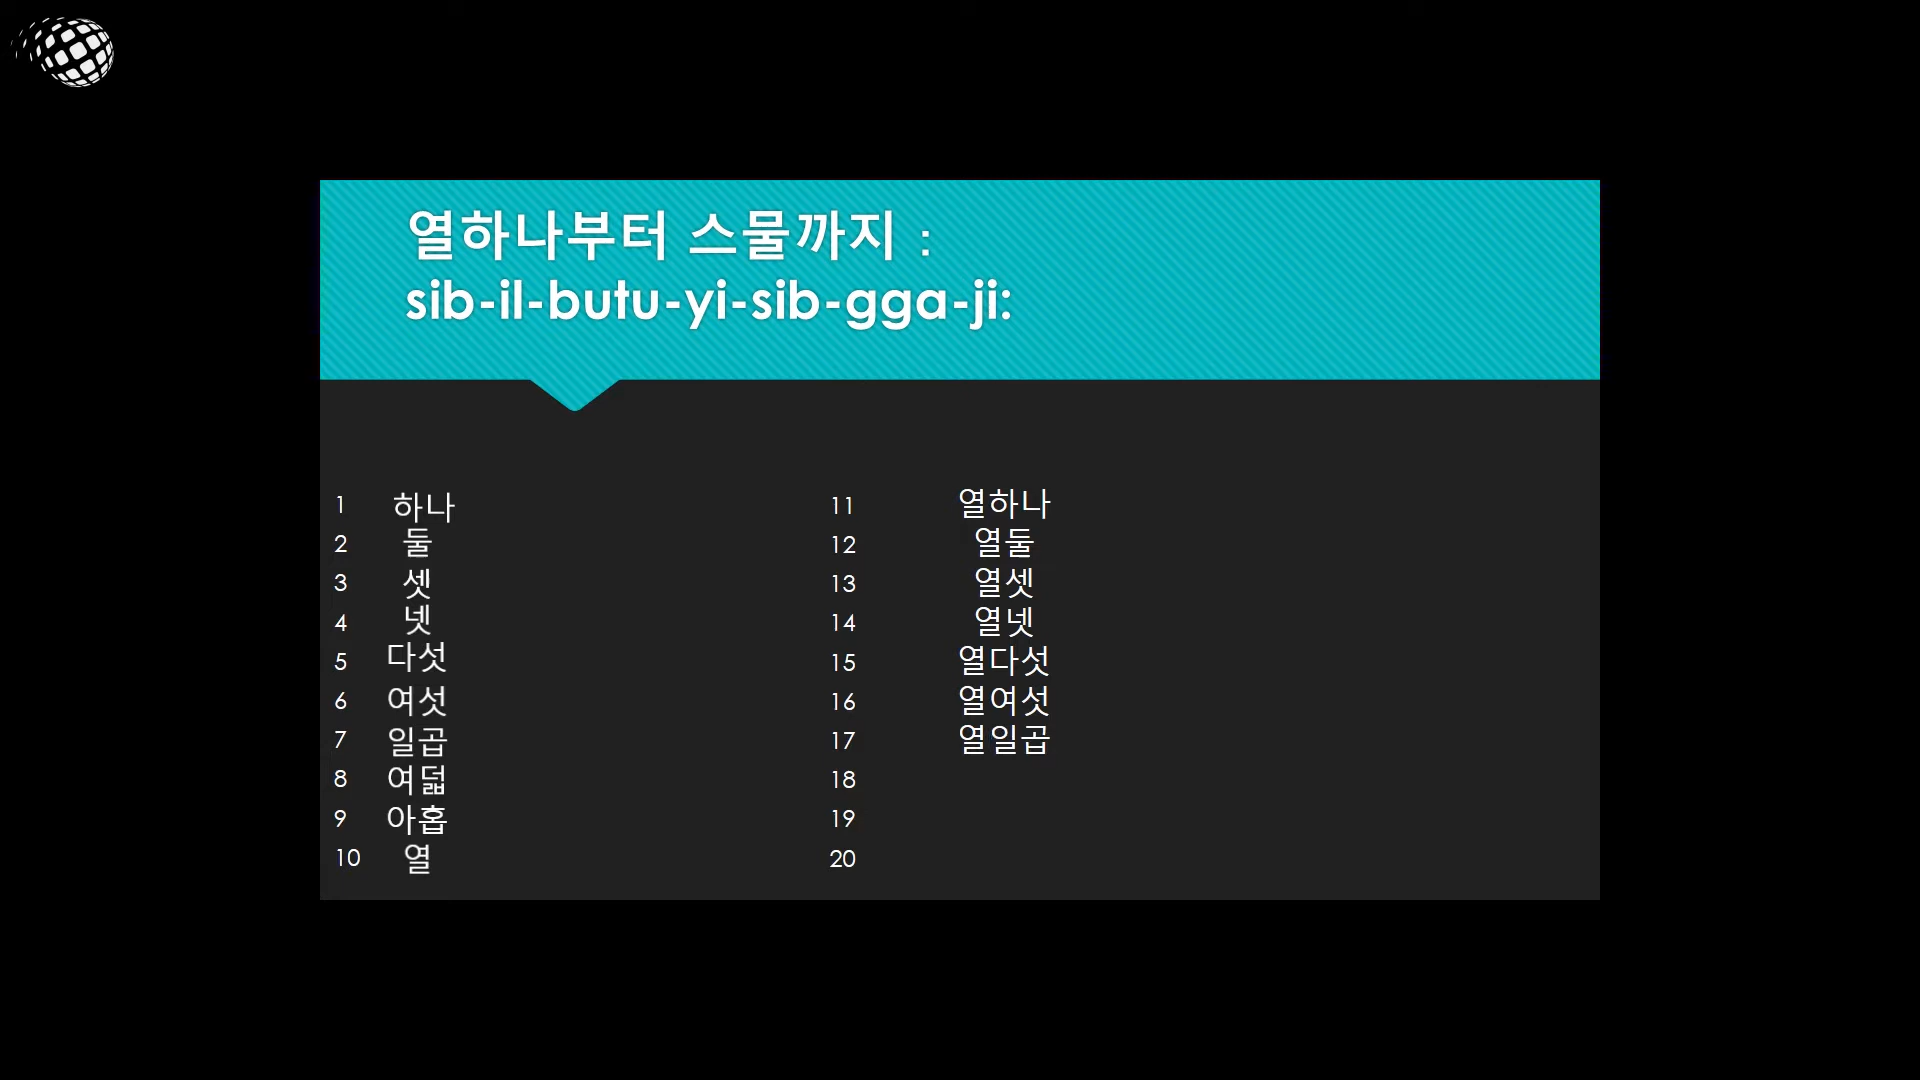 열하나부터 스물까지 :
sib-il-butu-yi-sib-gga-ji:
1 하나
2 둘
3 셋
4 넷
5 다섯
6 여섯
7 일곱
8 여덟
9 아홉
10 열
11 열하나
12 열둘
13 열셋
14 열넷
15 열다섯
16 열여섯
17 열일곱
18
19
20